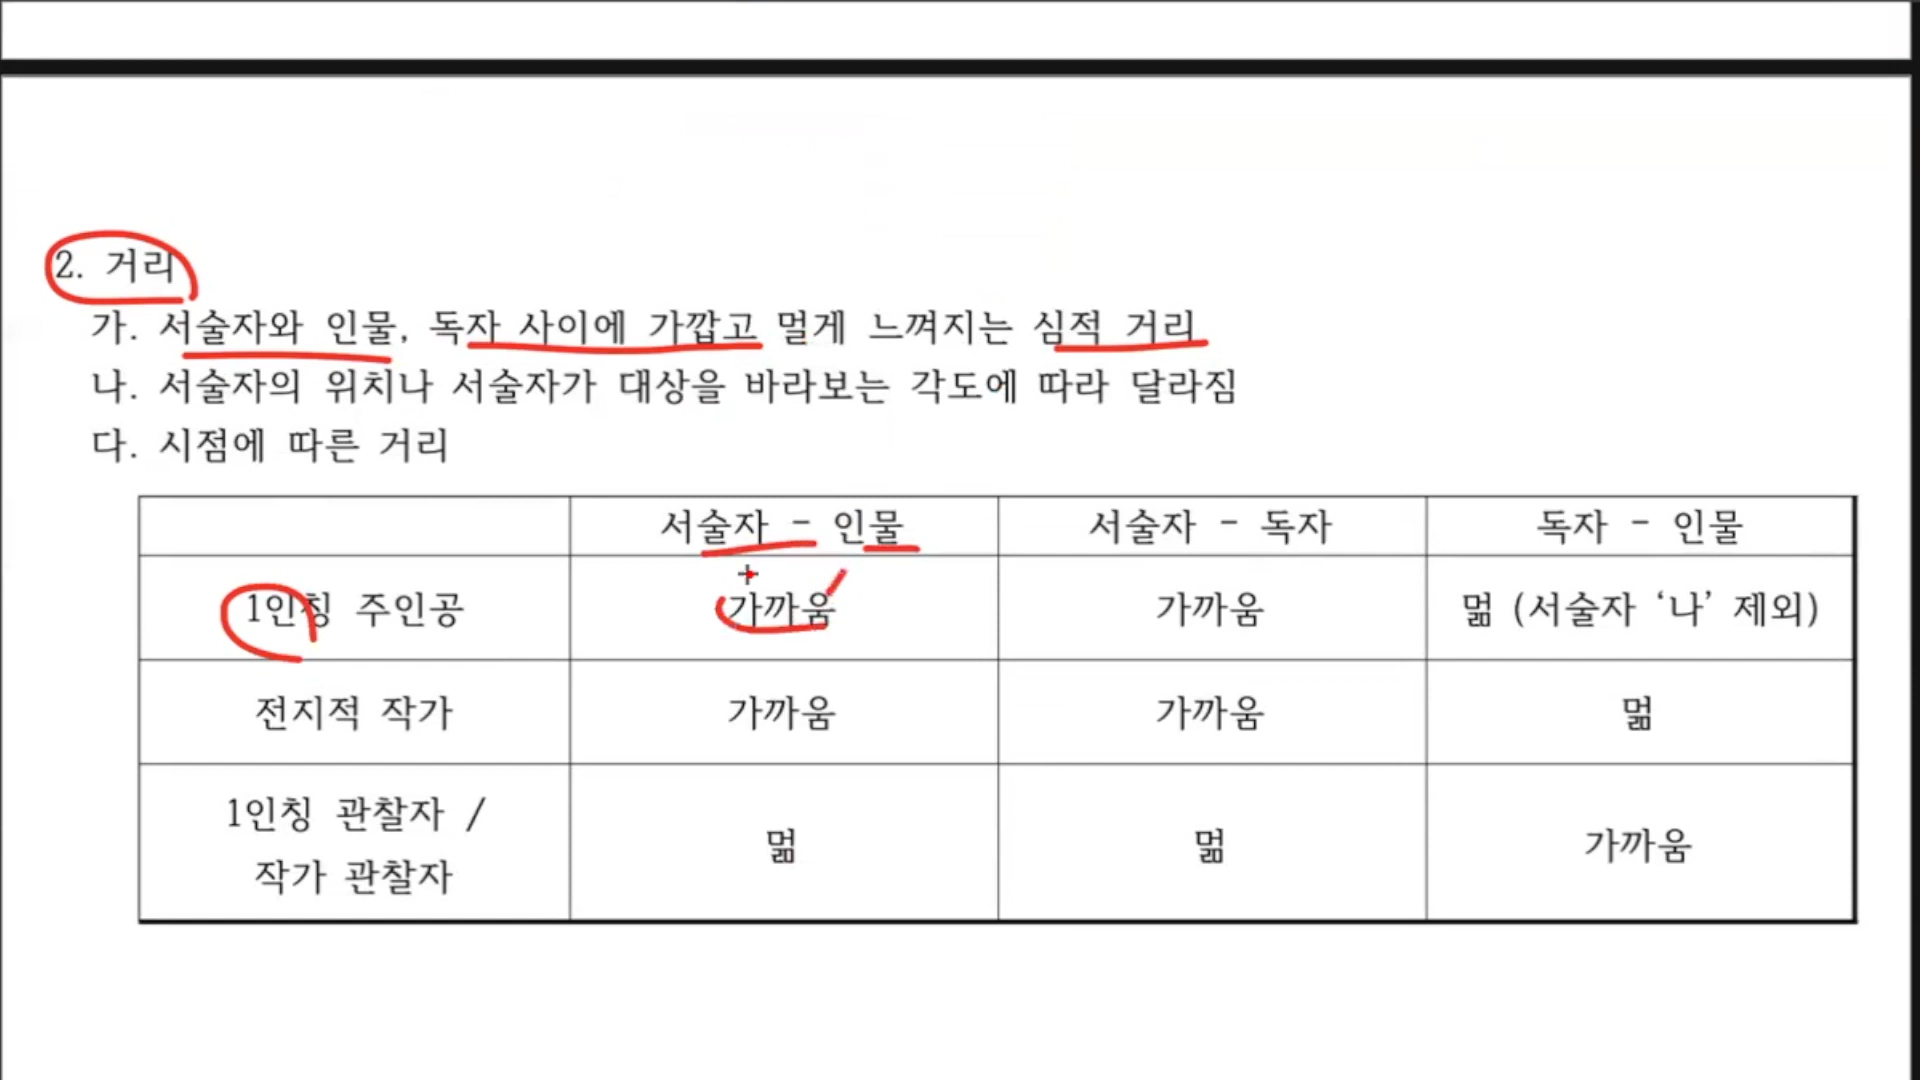 2. 거리
가. 서술자와 인물, 독자 사이에 가깝고 멀게 느껴지는 심적 거리
나. 서술자의 위치나 서술자가 대상을 바라보는 각도에 따라 달라짐
다. 시점에 따른 거리
서술자 - 인물 서술자 - 독자 독자 - 인물
1인칭 주인공 가까움 가까움 멂 (서술자 ‘나’ 제외)
전지적 작가 가까움 가까움 멂
1인칭 관찰자 /
작가 관찰자 멂 멂 가까움